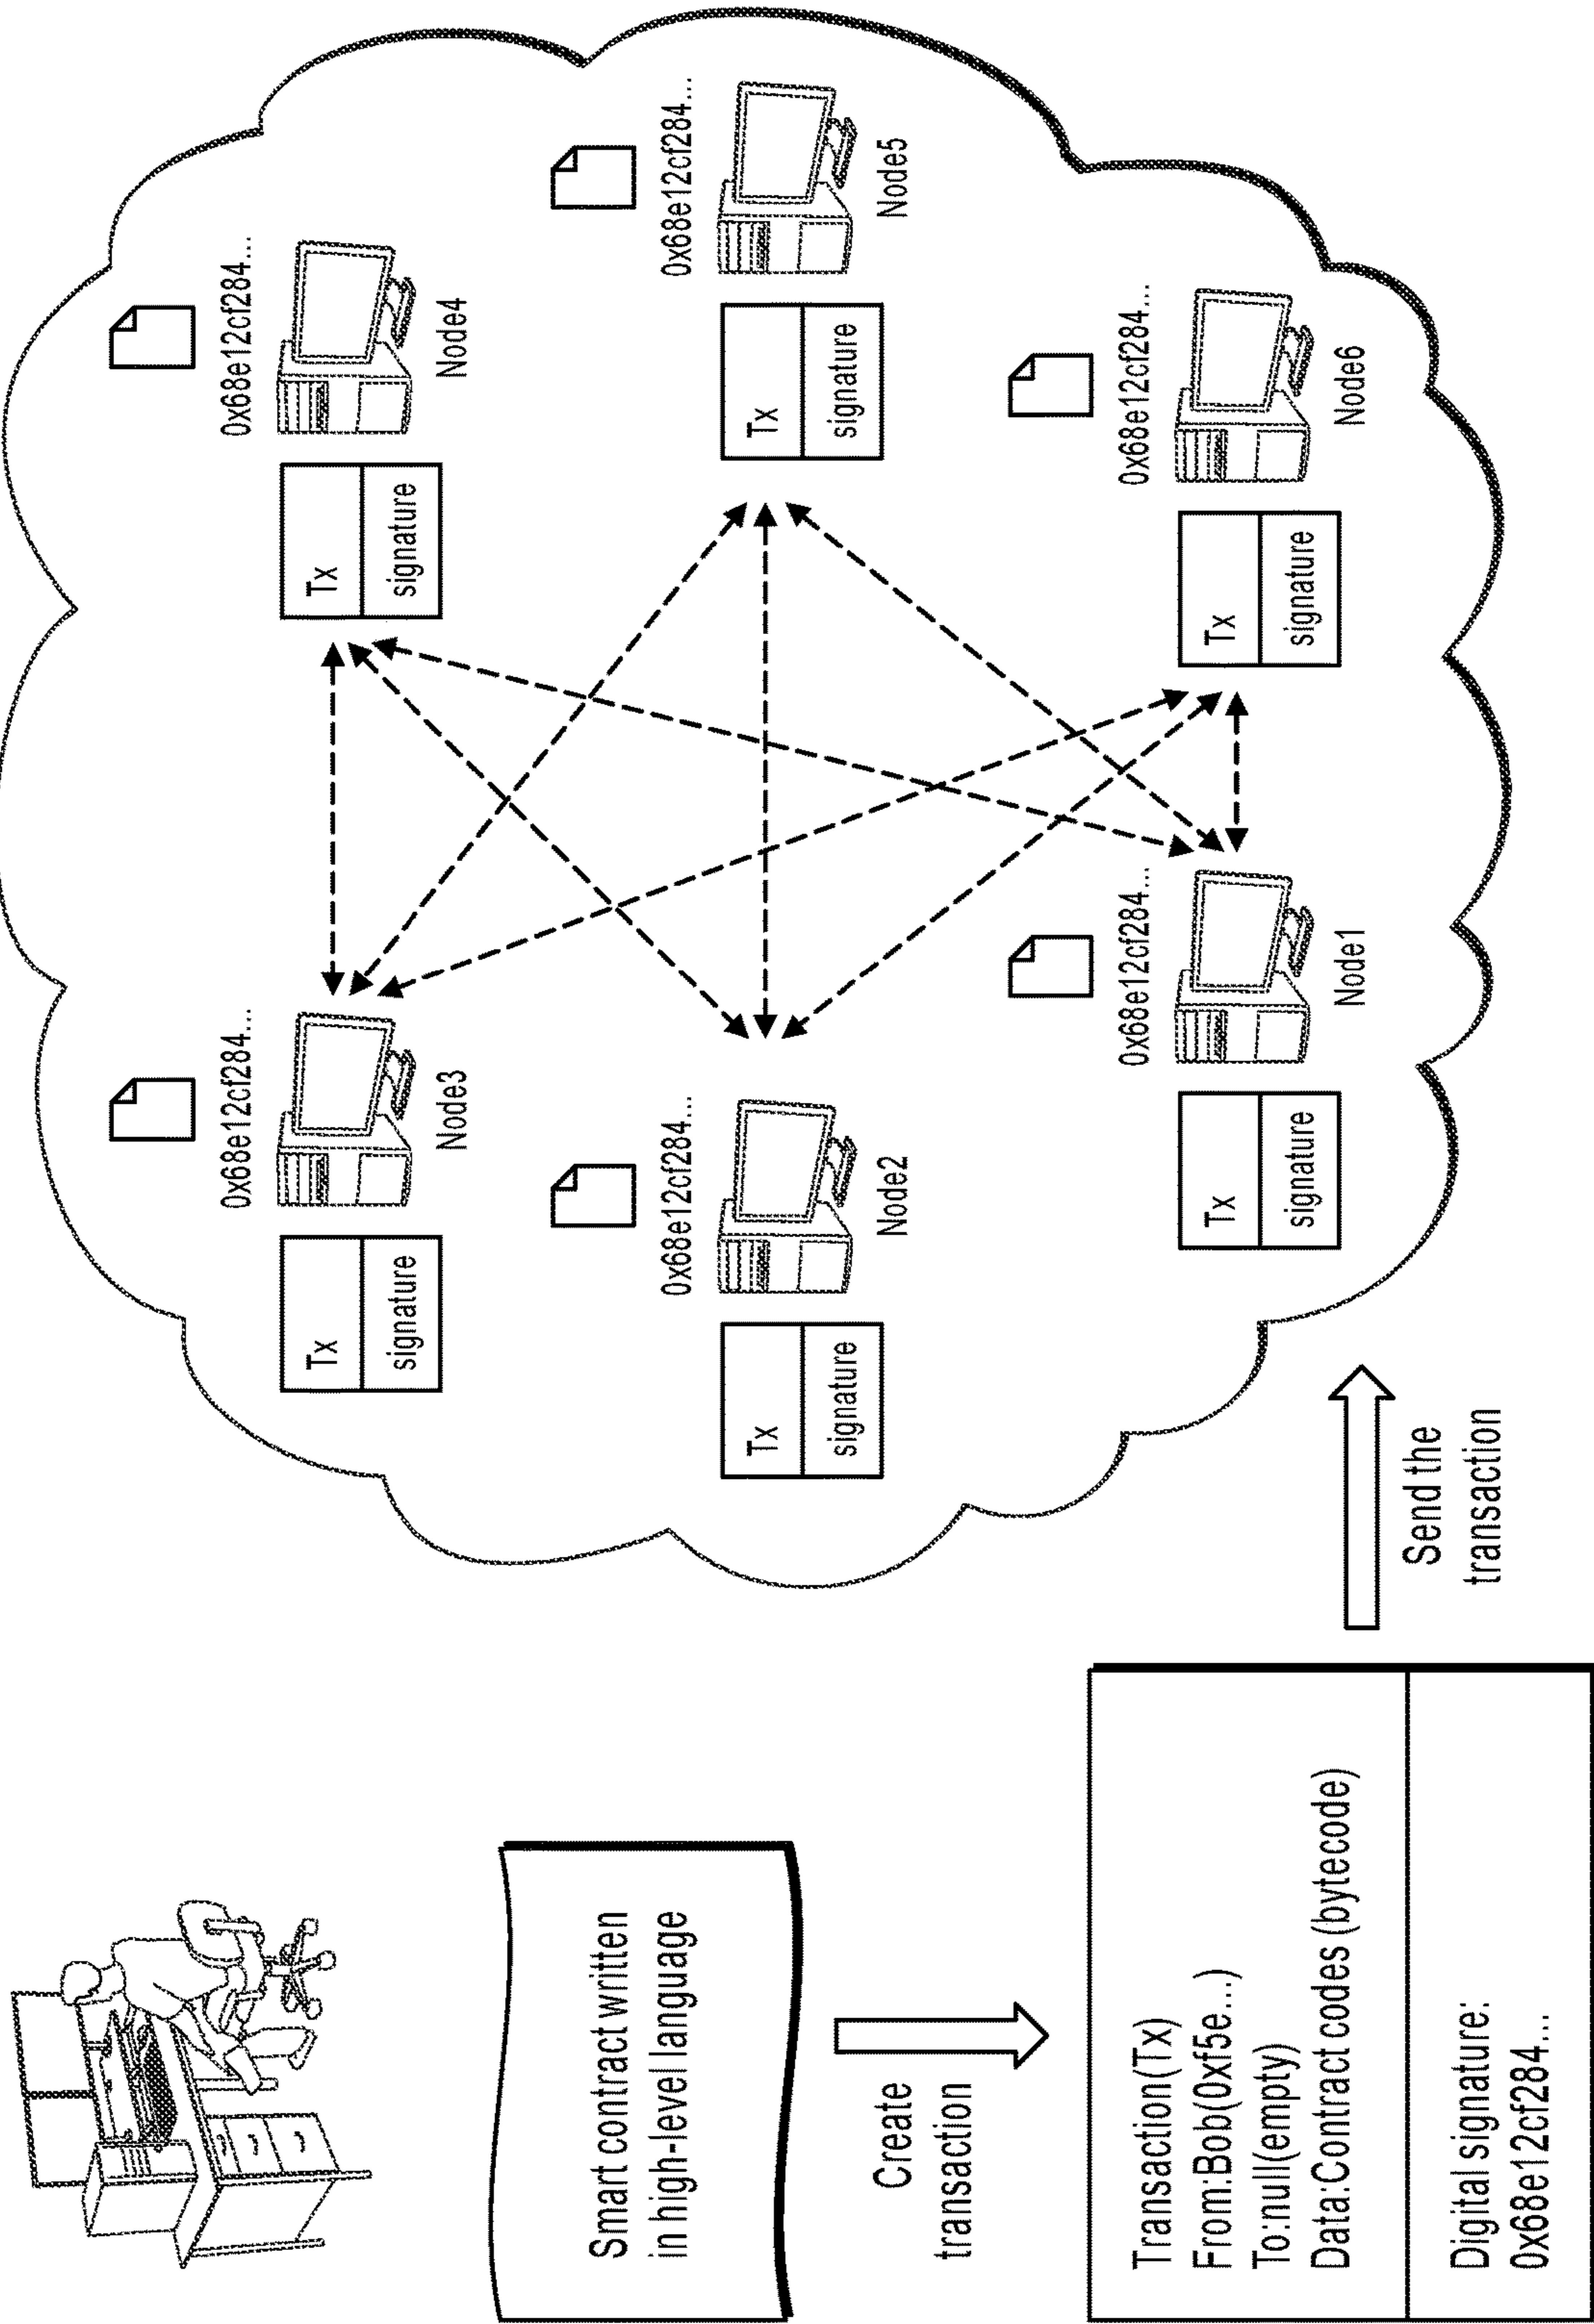 Smart contract written
in high-level language
Create
transaction
Transaction(Tx)
From:Bob(0xf5e...)
To:null(empty)
Data:Contract codes (bytecode)
Digital signature:
0x68e12cf284...
Send the
transaction
0x68e12cf284...
Tx
signature
Node3
0x68e12cf284...
Tx
signature
Node4
0x68e12cf284...
Tx
signature
Node2
0x68e12cf284...
Tx
signature
Node5
0x68e12cf284...
Tx
signature
Node1
0x68e12cf284...
Tx
signature
Node6